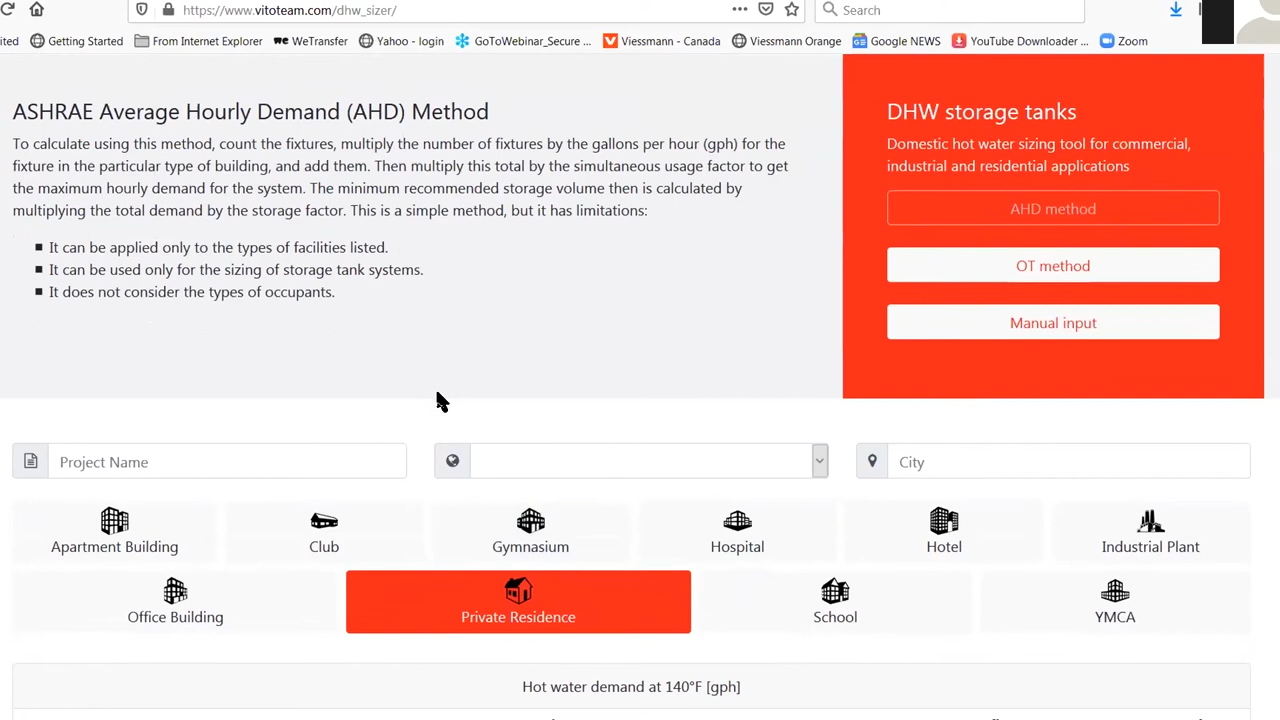 https://www.vitoteam.com/dhw_sizer/
Search
ited
Getting Started
From Internet Explorer
WeTransfer
Yahoo - login
GoToWebinar_Secure ...
Viessmann - Canada
Viessmann Orange
Google NEWS
YouTube Downloader ...
Zoom
ASHRAE Average Hourly Demand (AHD) Method
To calculate using this method, count the fixtures, multiply the number of fixtures by the gallons per hour (gph) for the
fixture in the particular type of building, and add them. Then multiply this total by the simultaneous usage factor to get
the maximum hourly demand for the system. The minimum recommended storage volume then is calculated by
multiplying the total demand by the storage factor. This is a simple method, but it has limitations:
It can be applied only to the types of facilities listed.
It can be used only for the sizing of storage tank systems.
It does not consider the types of occupants.
DHW storage tanks
Domestic hot water sizing tool for commercial,
industrial and residential applications
AHD method
OT method
Manual input
Project Name
City
Apartment Building
Club
Gymnasium
Hospital
Hotel
Industrial Plant
Office Building
Private Residence
School
YMCA
Hot water demand at 140°F [gph]